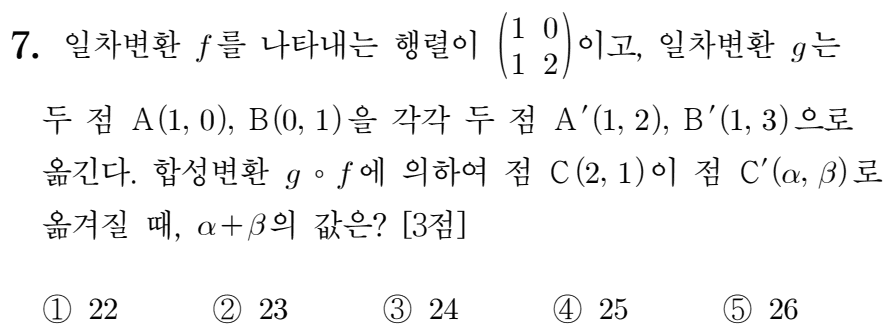 7. 일차변환 f를 나타내는 행렬이 (1 0
1 2)이고, 일차변환 g는
두 점 A(1, 0), B(0, 1)을 각각 두 점 A′(1, 2), B′(1, 3)으로
옮긴다. 합성변환 g∘f에 의하여 점 C(2, 1)이 점 C′(α, β)로
옮겨질 때, α+β의 값은? [3점]
① 22 ② 23 ③ 24 ④ 25 ⑤ 26